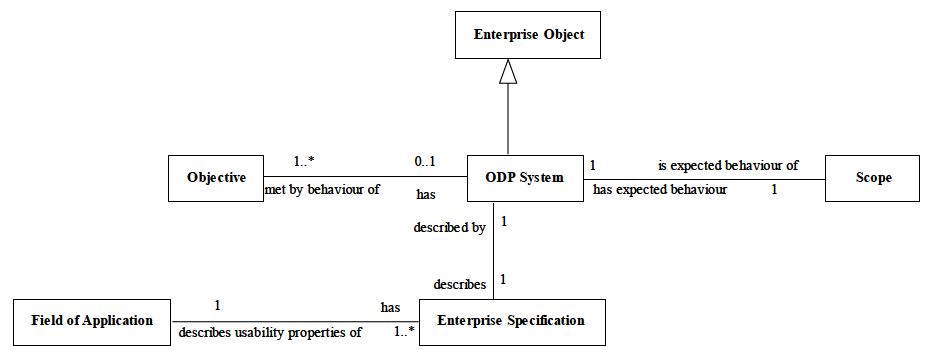 Enterprise Object
1..*
0..1
1
is expected behaviour of
Objective
ODP System
Scope
met by behaviour of
has
has expected behaviour
1
described by
1
describes
1
1
has
Field of Application
Enterprise Specification
describes usability properties of
1..*